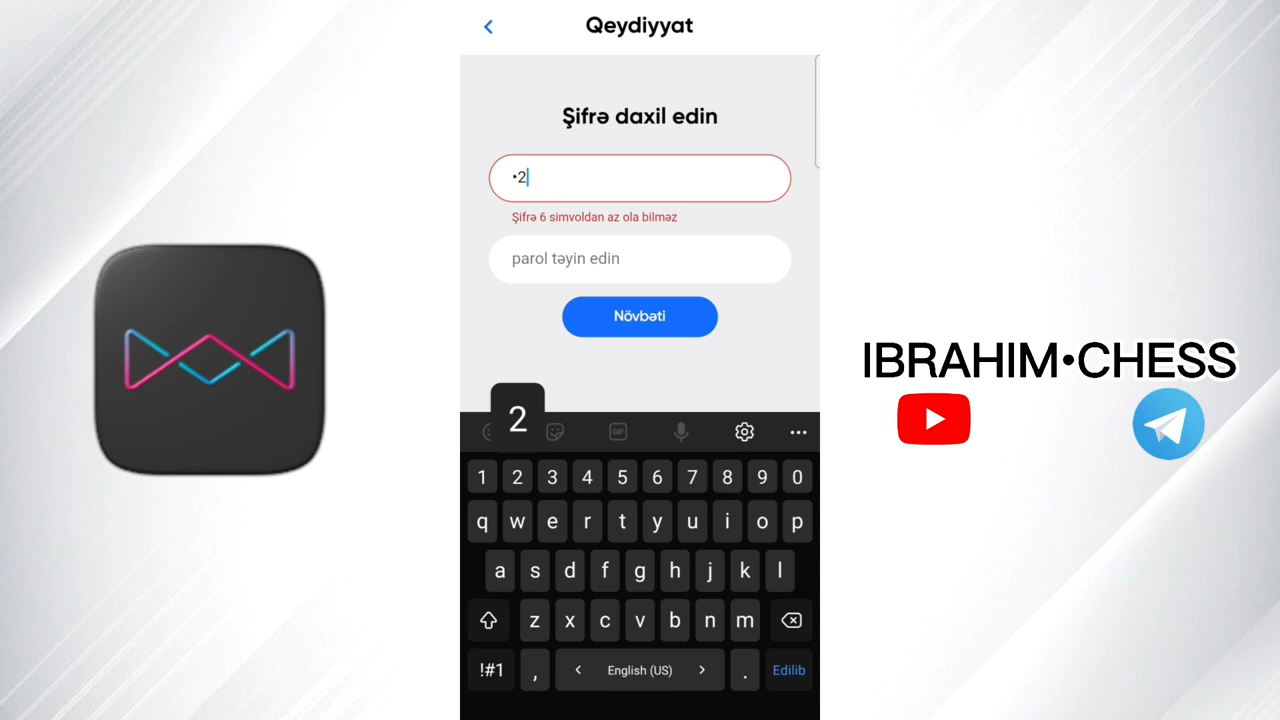 Qeydiyyat
Şifrə daxil edin
•2
Şifrə 6 simvoldan az ola bilməz
parol təyin edin
Növbəti
IBRAHIM•CHESS
2
GIF
1 2 3 4 5 6 7 8 9 0
q w e r t y u i o p
a s d f g h j k l
z x c v b n m
!#1 , < English (US) > . Edilib